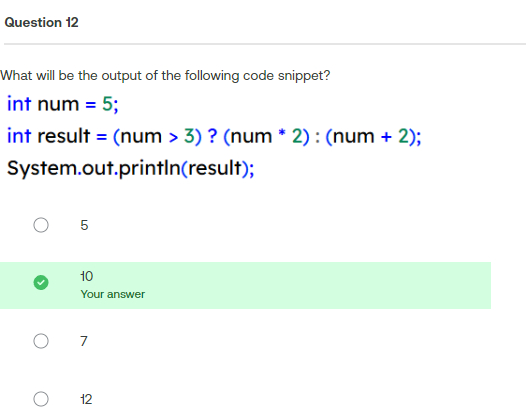 Question 12
What will be the output of the following code snippet?
int num = 5;
int result = (num > 3) ? (num * 2) : (num + 2);
System.out.println(result);
5
10
Your answer
7
12